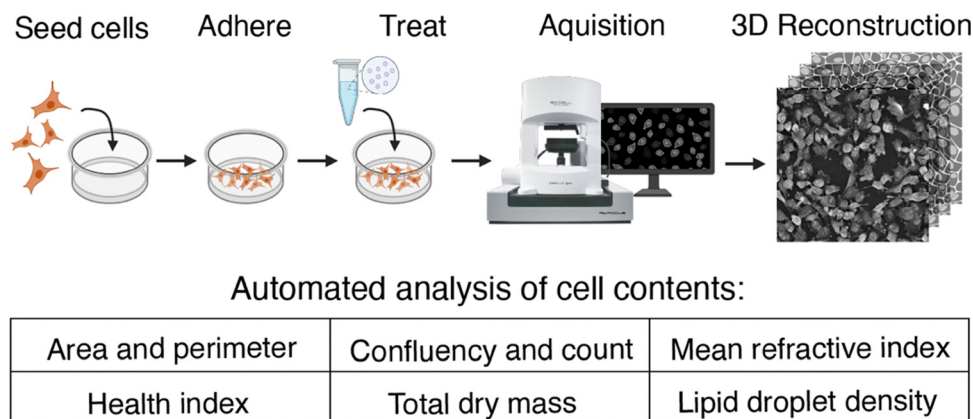 Seed cells
Adhere
Treat
Aquisition
3D Reconstruction
Automated analysis of cell contents:
Area and perimeter
Confluency and count
Mean refractive index
Health index
Total dry mass
Lipid droplet density